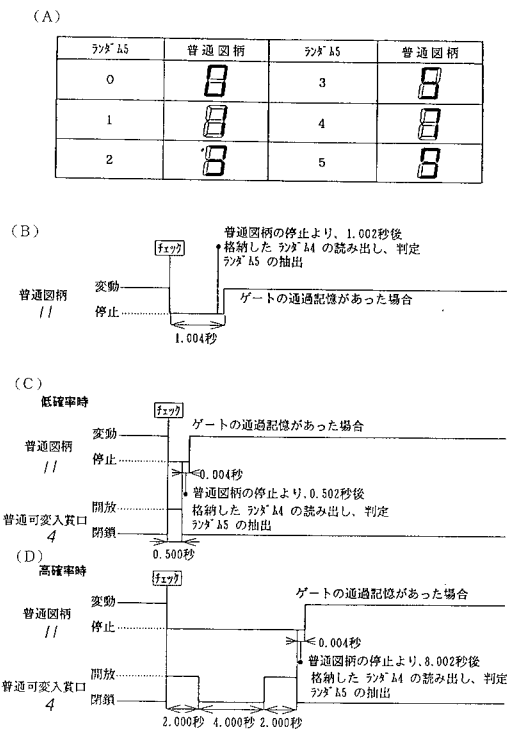 (A)
ランダム5 普通図柄 ランダム5 普通図柄
0 3
1 4
2 5
(B)
チェック
普通図柄の停止より、1.002秒後
格納した ランダム4 の読み出し、判定
ランダム5 の抽出
普通図柄
11
変動
停止
ゲートの通過記憶があった場合
1.004秒
(C)
低確率時
チェック
普通図柄
11
変動
停止
ゲートの通過記憶があった場合
0.004秒
普通図柄の停止より、0.502秒後
格納した ランダム4 の読み出し、判定
ランダム5 の抽出
普通可変入賞口
4
開放
閉鎖
0.500秒
(D)
高確率時
チェック
普通図柄
11
変動
停止
ゲートの通過記憶があった場合
0.004秒
普通図柄の停止より、8.002秒後
格納した ランダム4 の読み出し、判定
ランダム5 の抽出
普通可変入賞口
4
開放
閉鎖
2.000秒 4.000秒 2.000秒